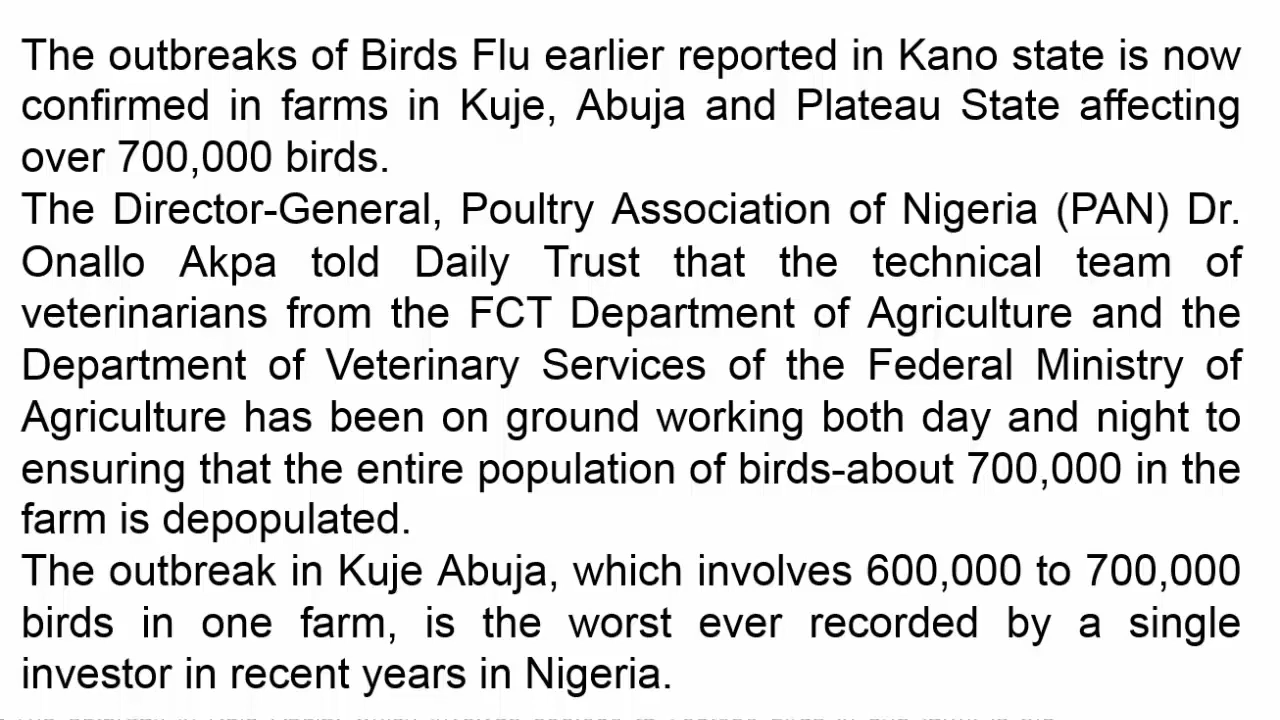 The outbreaks of Birds Flu earlier reported in Kano state is now
confirmed in farms in Kuje, Abuja and Plateau State affecting
over 700,000 birds.
The Director-General, Poultry Association of Nigeria (PAN) Dr.
Onallo Akpa told Daily Trust that the technical team of
veterinarians from the FCT Department of Agriculture and the
Department of Veterinary Services of the Federal Ministry of
Agriculture has been on ground working both day and night to
ensuring that the entire population of birds-about 700,000 in the
farm is depopulated.
The outbreak in Kuje Abuja, which involves 600,000 to 700,000
birds in one farm, is the worst ever recorded by a single
investor in recent years in Nigeria.